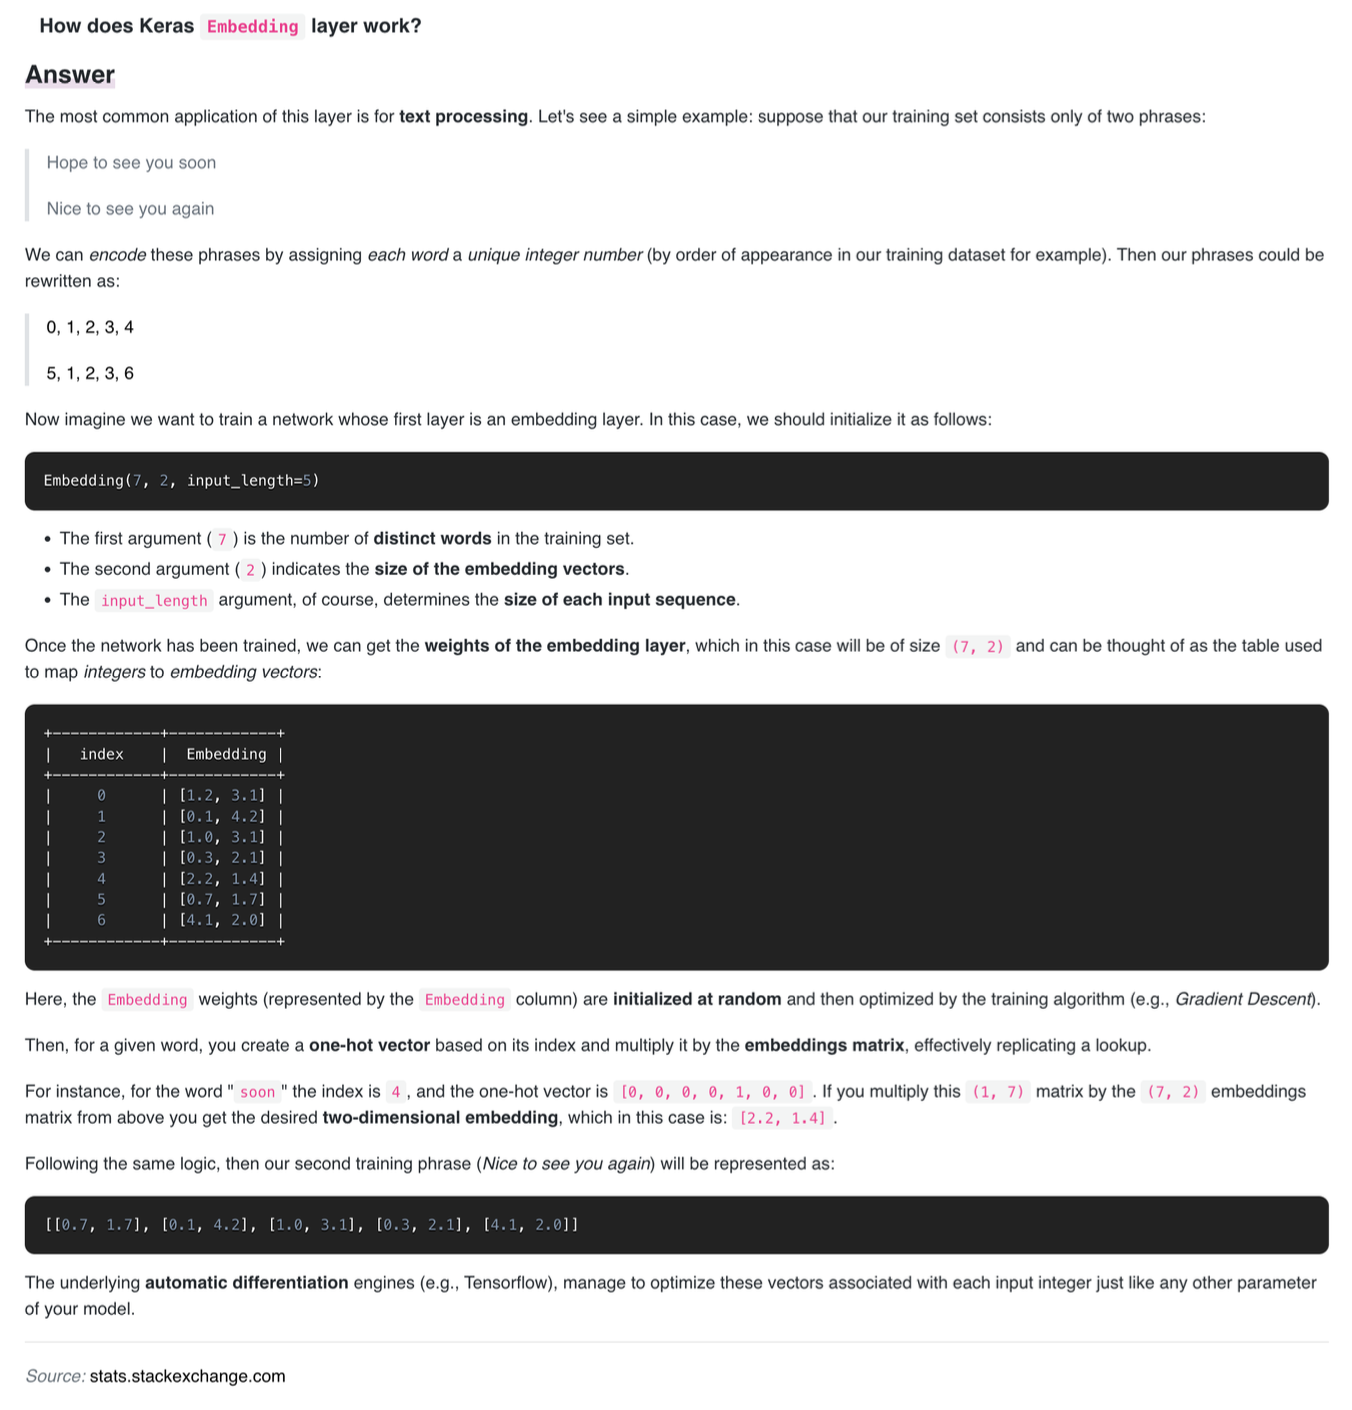 How does Keras Embedding layer work?
Answer
The most common application of this layer is for text processing. Let's see a simple example: suppose that our training set consists only of two phrases:
Hope to see you soon
Nice to see you again
We can encode these phrases by assigning each word a unique integer number (by order of appearance in our training dataset for example). Then our phrases could be
rewritten as:
0, 1, 2, 3, 4
5, 1, 2, 3, 6
Now imagine we want to train a network whose first layer is an embedding layer. In this case, we should initialize it as follows:
Embedding(7, 2, input_length=5)
• The first argument ( 7 ) is the number of distinct words in the training set.
• The second argument ( 2 ) indicates the size of the embedding vectors.
• The input_length argument, of course, determines the size of each input sequence.
Once the network has been trained, we can get the weights of the embedding layer, which in this case will be of size (7, 2) and can be thought of as the table used
to map integers to embedding vectors:
+------------+------------+
|   index    |  Embedding |
+------------+------------+
|     0      | [1.2, 3.1] |
|     1      | [0.1, 4.2] |
|     2      | [1.0, 3.1] |
|     3      | [0.3, 2.1] |
|     4      | [2.2, 1.4] |
|     5      | [0.7, 1.7] |
|     6      | [4.1, 2.0] |
+------------+------------+
Here, the Embedding weights (represented by the Embedding column) are initialized at random and then optimized by the training algorithm (e.g., Gradient Descent).
Then, for a given word, you create a one-hot vector based on its index and multiply it by the embeddings matrix, effectively replicating a lookup.
For instance, for the word " soon " the index is 4 , and the one-hot vector is [0, 0, 0, 0, 1, 0, 0] . If you multiply this (1, 7) matrix by the (7, 2) embeddings
matrix from above you get the desired two-dimensional embedding, which in this case is: [2.2, 1.4] .
Following the same logic, then our second training phrase (Nice to see you again) will be represented as:
[[0.7, 1.7], [0.1, 4.2], [1.0, 3.1], [0.3, 2.1], [4.1, 2.0]]
The underlying automatic differentiation engines (e.g., Tensorflow), manage to optimize these vectors associated with each input integer just like any other parameter
of your model.
Source: stats.stackexchange.com